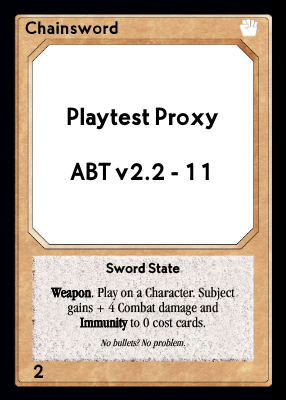 Chainsword
Playtest Proxy
ABT v2.2 - 11
Sword State
Weapon. Play on a Character. Subject
gains + 4 Combat damage and
Immunity to 0 cost cards.
No bullets? No problem.
2